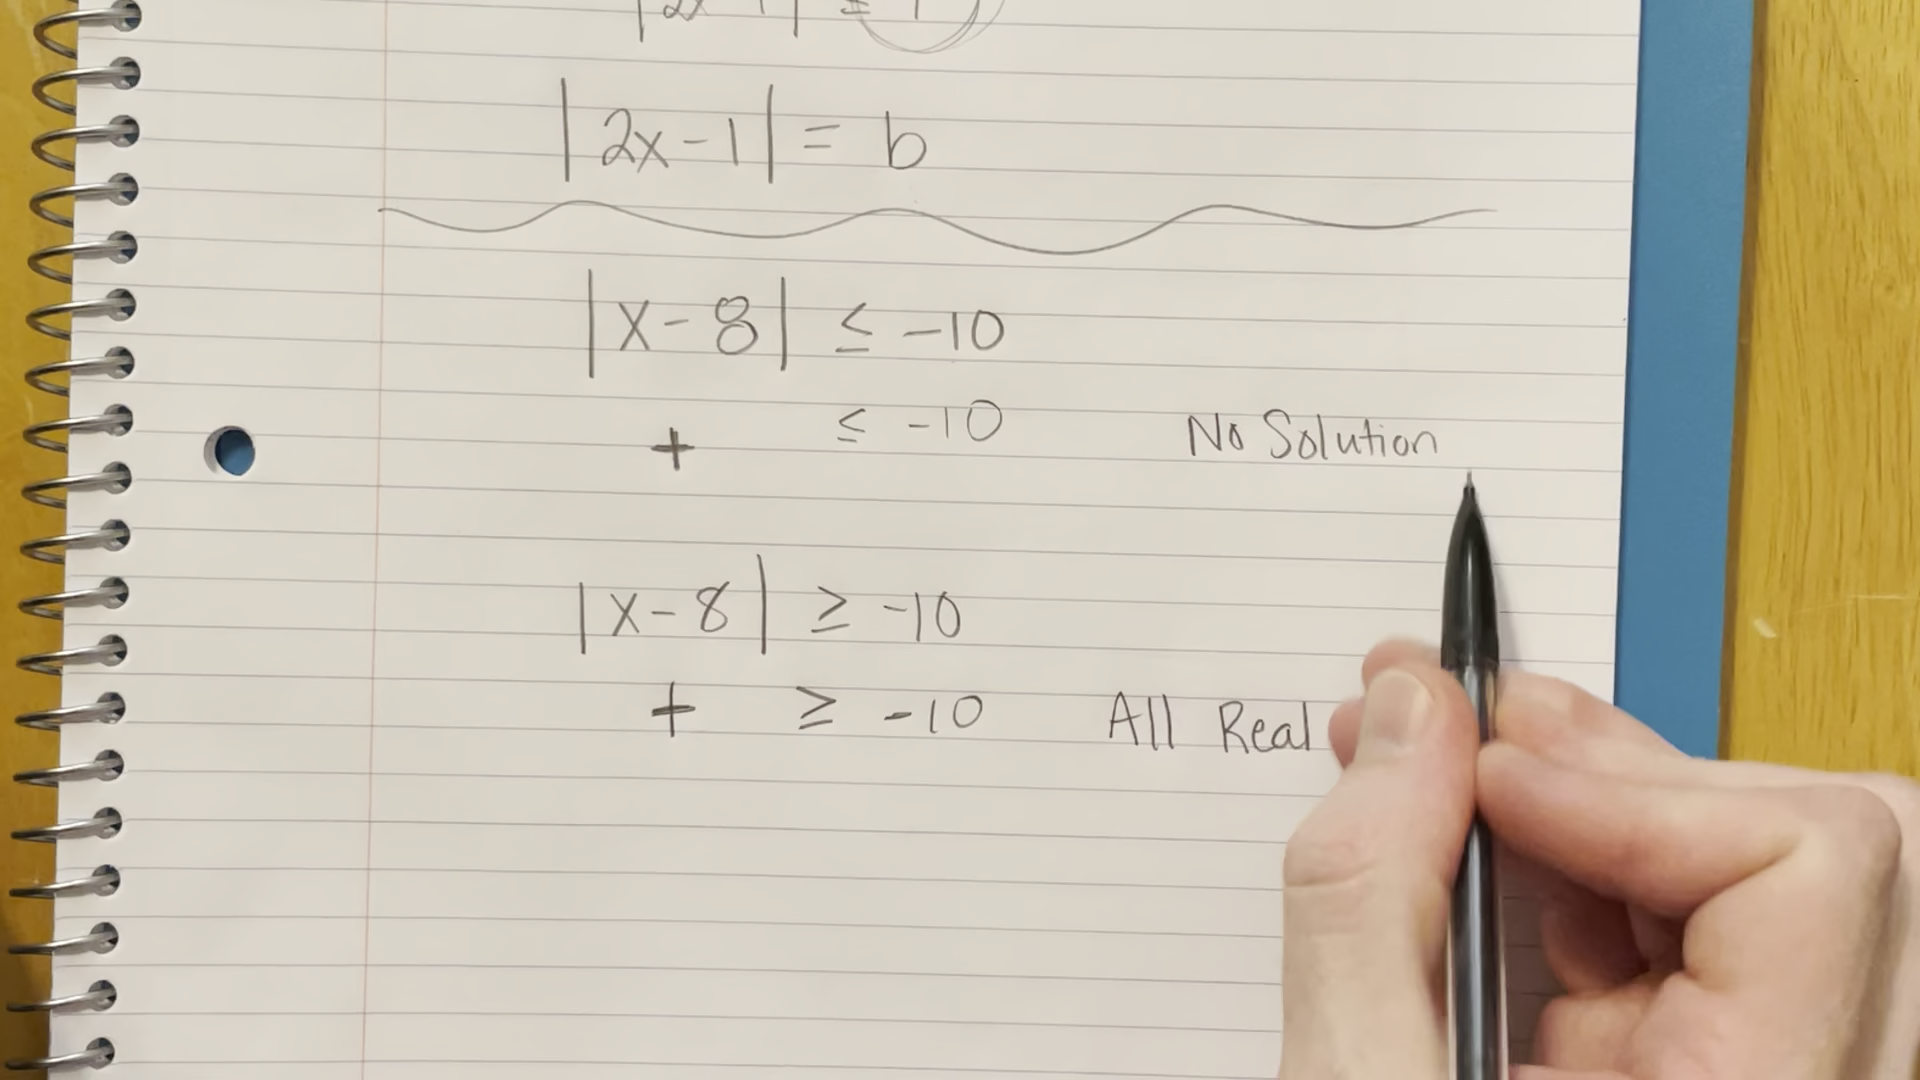 |2x-1| = b
|x-8| ≤ -10
+ ≤ -10 No Solution
|x-8| ≥ -10
+ ≥ -10 All Real